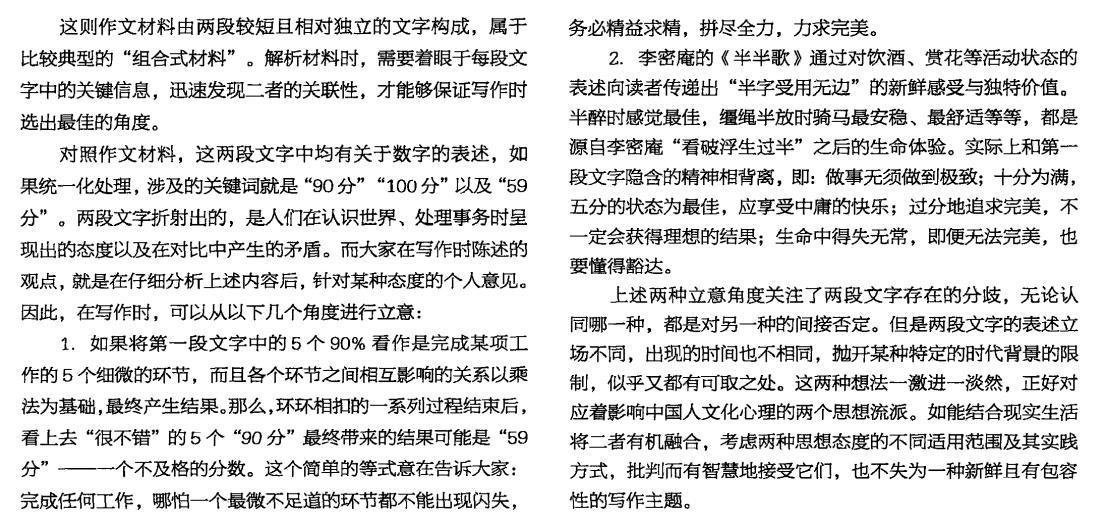 这则作文材料由两段较短且相对独立的文字构成，属于
比较典型的“组合式材料”。解析材料时，需要着眼于每段文
字中的关键信息，迅速发现二者的关联性，才能够保证写作时
选出最佳的角度。
对照作文材料，这两段文字中均有关于数字的表述，如
果统一化处理，涉及的关键词就是“90分”“100分”以及“59
分”。两段文字折射出的，是人们在认识世界、处理事务时呈
现出的态度以及在对比中产生的矛盾。而大家在写作时陈述的
观点，就是在仔细分析上述内容后，针对某种态度的个人意见。
因此，在写作时，可以从以下几个角度进行立意：
1. 如果将第一段文字中的5个90%看作是完成某项工
作的5个细微的环节，而且各个环节之间相互影响的关系以乘
法为基础，最终产生结果。那么，环环相扣的一系列过程结束后，
看上去“很不错”的5个“90分”最终带来的结果可能是“59
分”——一个不及格的分数。这个简单的等式意在告诉大家：
完成任何工作，哪怕一个最微不足道的环节都不能出现闪失，
务必精益求精，拼尽全力，力求完美。
2. 李密庵的《半半歌》通过对饮酒、赏花等活动状态的
表述向读者传递出“半字受用无边”的新鲜感受与独特价值。
半醉时感觉最佳，缰绳半放时骑马最安稳、最舒适等等，都是
源自李密庵“看破浮生过半”之后的生命体验。实际上和第一
段文字隐含的精神相背离，即：做事无须做到极致；十分为满，
五分的状态为最佳，应享受中庸的快乐；过分地追求完美，不
一定会获得理想的结果；生命中得失无常，即便无法完美，也
要懂得豁达。
上述两种立意角度关注了两段文字存在的分歧，无论认
同哪一种，都是对另一种的间接否定。但是两段文字的表述立
场不同，出现的时间也不相同，抛开某种特定的时代背景的限
制，似乎又都有可取之处。这两种想法一激进一淡然，正好对
应着影响中国人文化心理的两个思想流派。如能结合现实生活
将二者有机融合，考虑两种思想态度的不同适用范围及其实践
方式，批判而有智慧地接受它们，也不失为一种新鲜且有包容
性的写作主题。